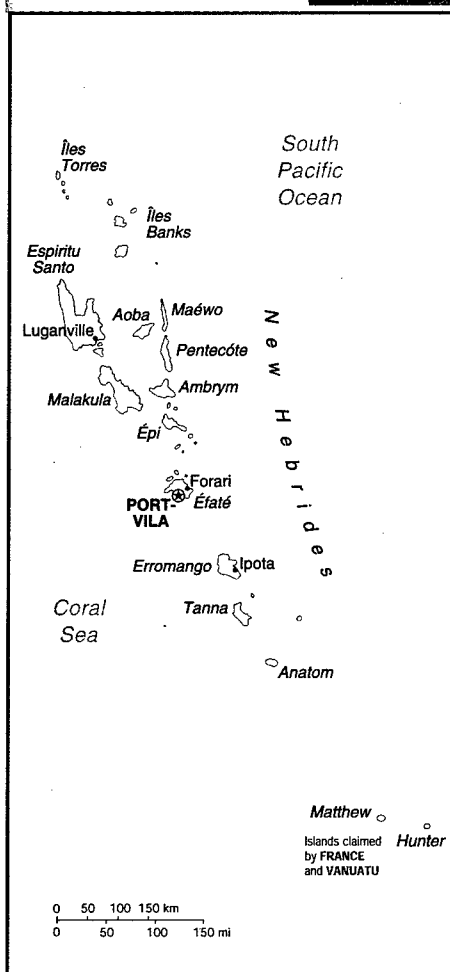 Îles
Torres
South
Pacific
Ocean
Îles
Banks
Espiritu
Santo
Luganville
Aoba
Maéwo
Pentecóte
Malakula
Ambrym
Épi
New Hebrides
Forari
PORT-
VILA
Éfaté
Erromango
Ipota
Coral
Sea
Tanna
Anatom
Matthew
Hunter
Islands claimed
by FRANCE
and VANUATU
0 50 100 150 km
0 50 100 150 mi